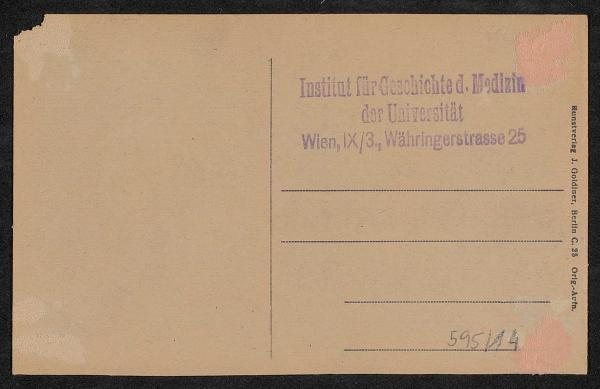 Institut für Geschichte d. Medizin
der Universität
Wien, IX/3., Währingerstrasse 25
Kunstverlag J. Goldiner, Berlin C. 25 Orig.-Aufn.
595/14